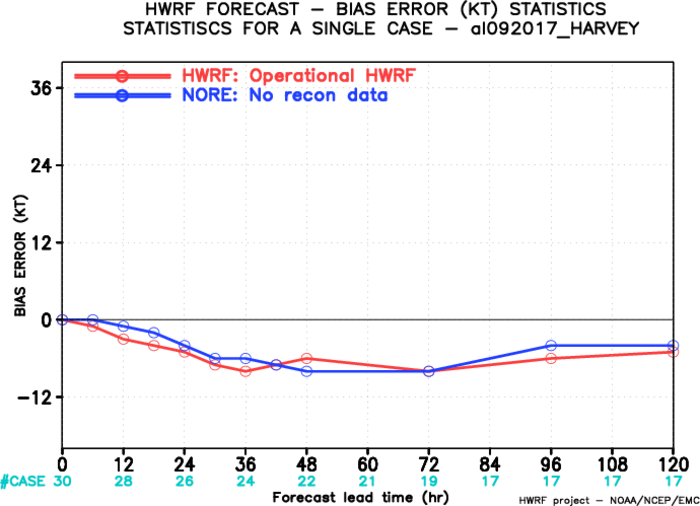 HWRF FORECAST – BIAS ERROR (KT) STATISTICS
STATISTISCS FOR A SINGLE CASE – al092017_HARVEY
HWRF: Operational HWRF
NORE: No recon data
BIAS ERROR (KT)
36
24
12
0
−12
0 12 24 36 48 60 72 84 96 108 120
#CASE 30 28 26 24 22 21 19 17 17 17 17
Forecast lead time (hr)
HWRF project – NOAA/NCEP/EMC